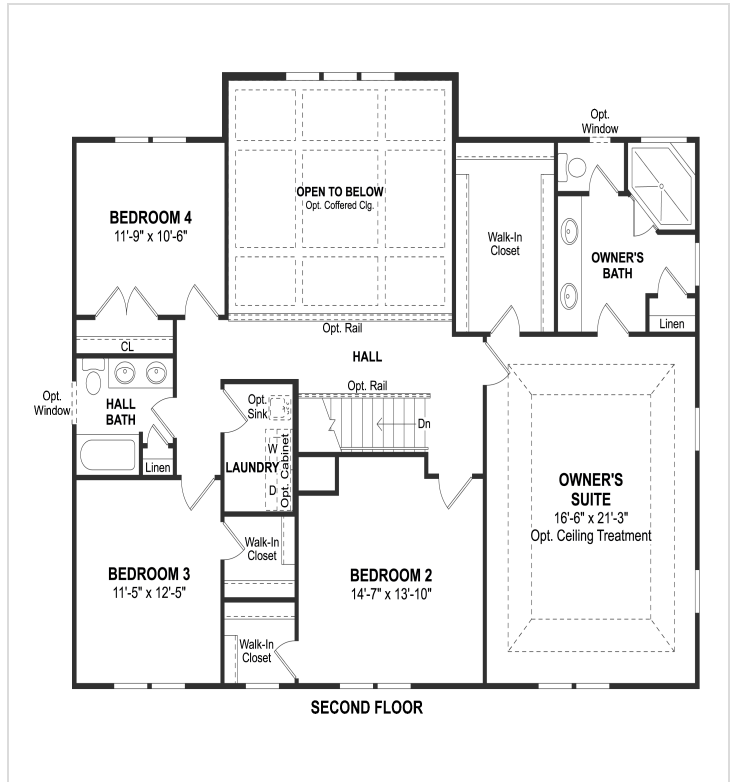 Opt.
Window
OPEN TO BELOW
Opt. Coffered Clg.
BEDROOM 4
11'-9" x 10'-6"
Walk-In
Closet
OWNER'S
BATH
Linen
Opt. Rail
CL
HALL
Opt. Rail
Opt.
Window
HALL
BATH
Linen
Opt.
Sink
Dn
W
LAUNDRY
D
Opt. Cabinet
OWNER'S
SUITE
16'-6" x 21'-3"
Opt. Ceiling Treatment
Walk-In
Closet
BEDROOM 3
11'-5" x 12'-5"
BEDROOM 2
14'-7" x 13'-10"
Walk-In
Closet
SECOND FLOOR